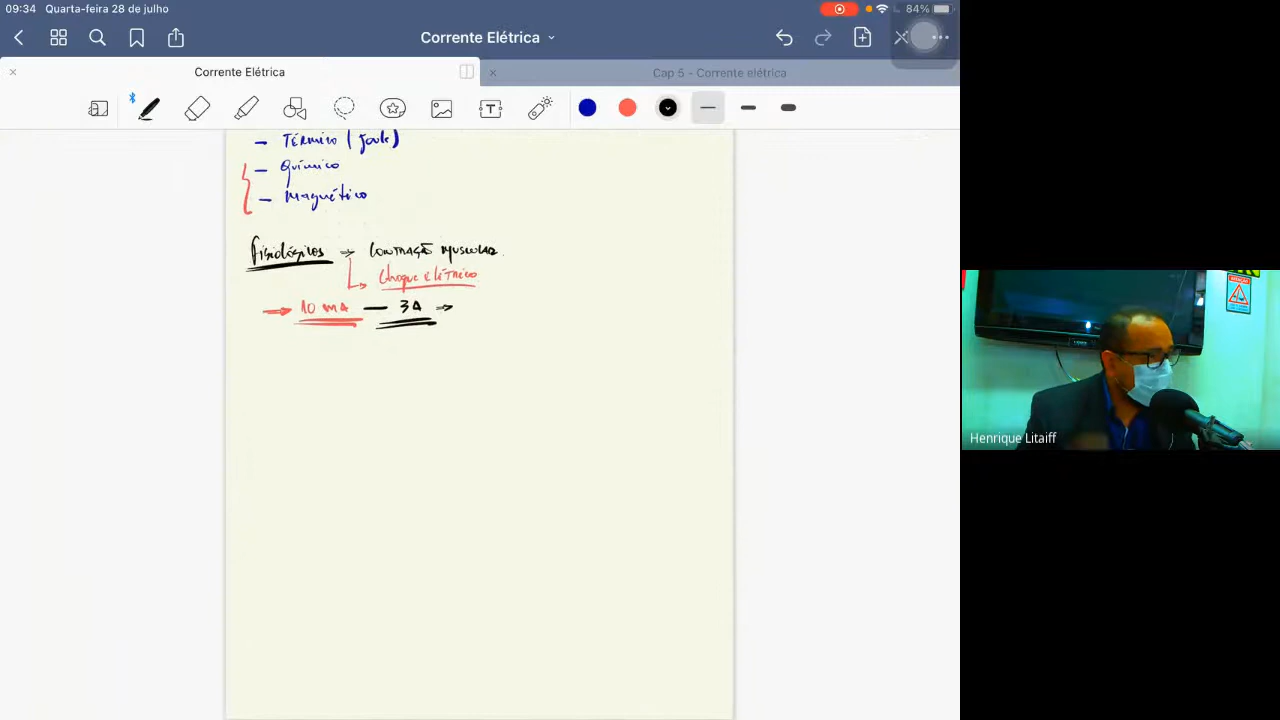 09:34 Quarta-feira 28 de julho
84%
Corrente Elétrica
Corrente Elétrica
Cap 5 - Corrente elétrica
T
– Térmico (Joule)
– Químico
– Magnético
Fisiológicos → Contração muscular.
Choque elétrico
→ 10 mA — 3A →
Henrique Litaiff